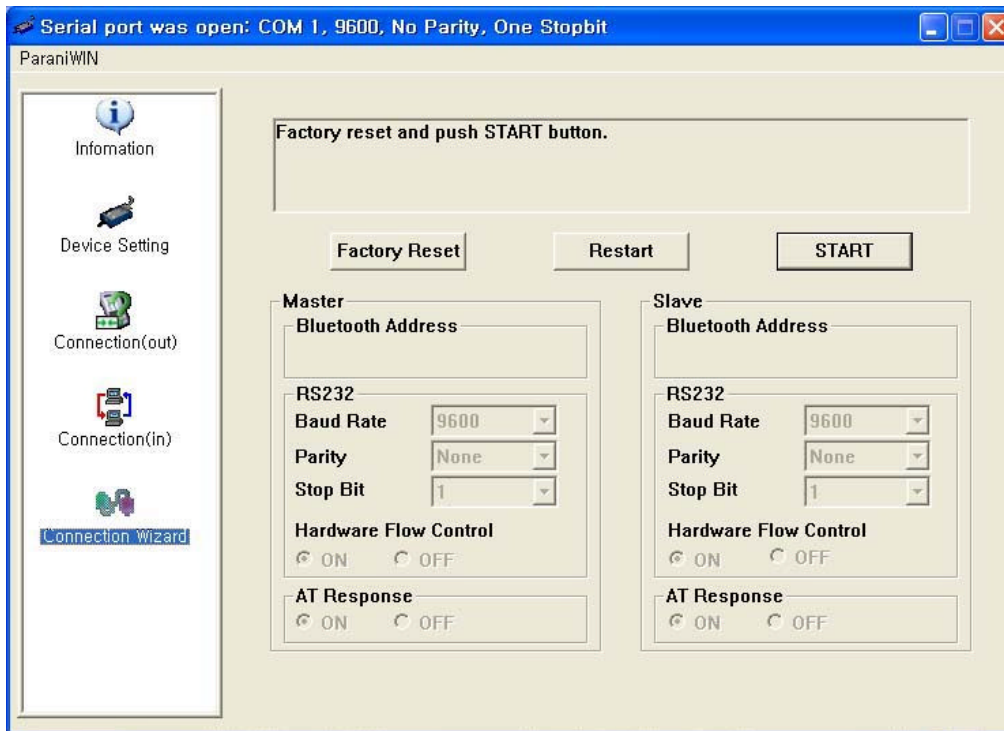 Serial port was open: COM 1, 9600, No Parity, One Stopbit
ParaniWIN
Infomation
Device Setting
Connection(out)
Connection(in)
Connection Wizard
Factory reset and push START button.
Factory Reset
Restart
START
Master
Bluetooth Address
RS232
Baud Rate 9600
Parity None
Stop Bit 1
Hardware Flow Control
ON OFF
AT Response
ON OFF
Slave
Bluetooth Address
RS232
Baud Rate 9600
Parity None
Stop Bit 1
Hardware Flow Control
ON OFF
AT Response
ON OFF